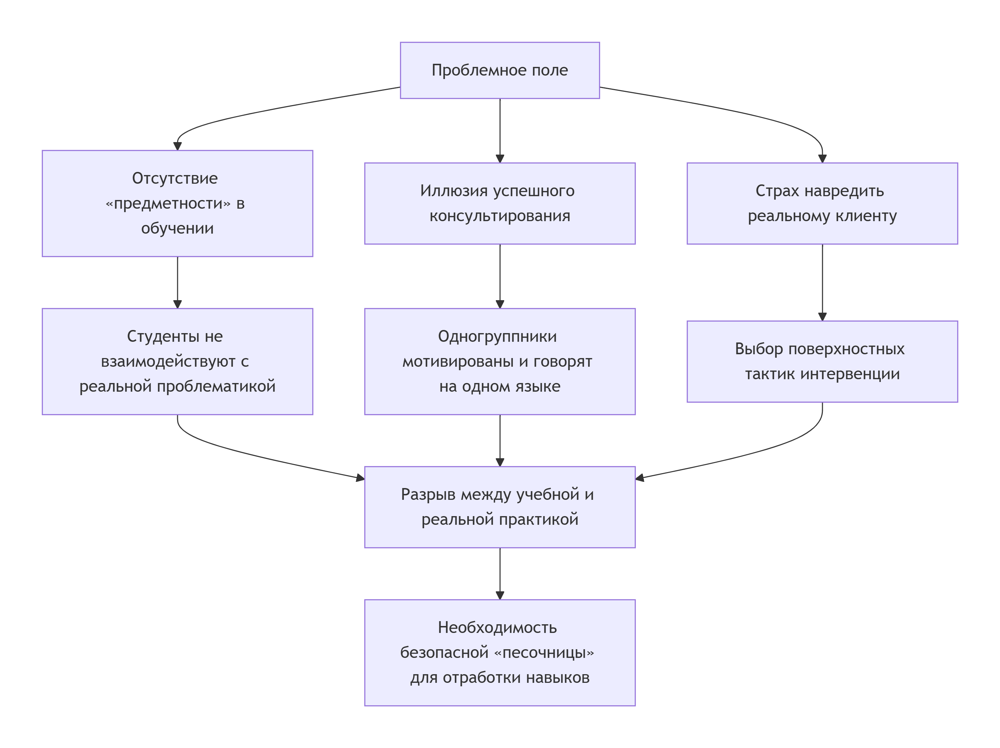 Проблемное поле
Отсутствие
«предметности» в
обучении
Иллюзия успешного
консультирования
Страх навредить
реальному клиенту
Студенты не
взаимодействуют с
реальной проблематикой
Одногруппники
мотивированы и говорят
на одном языке
Выбор поверхностных
тактик интервенции
Разрыв между учебной и
реальной практикой
Необходимость
безопасной «песочницы»
для отработки навыков